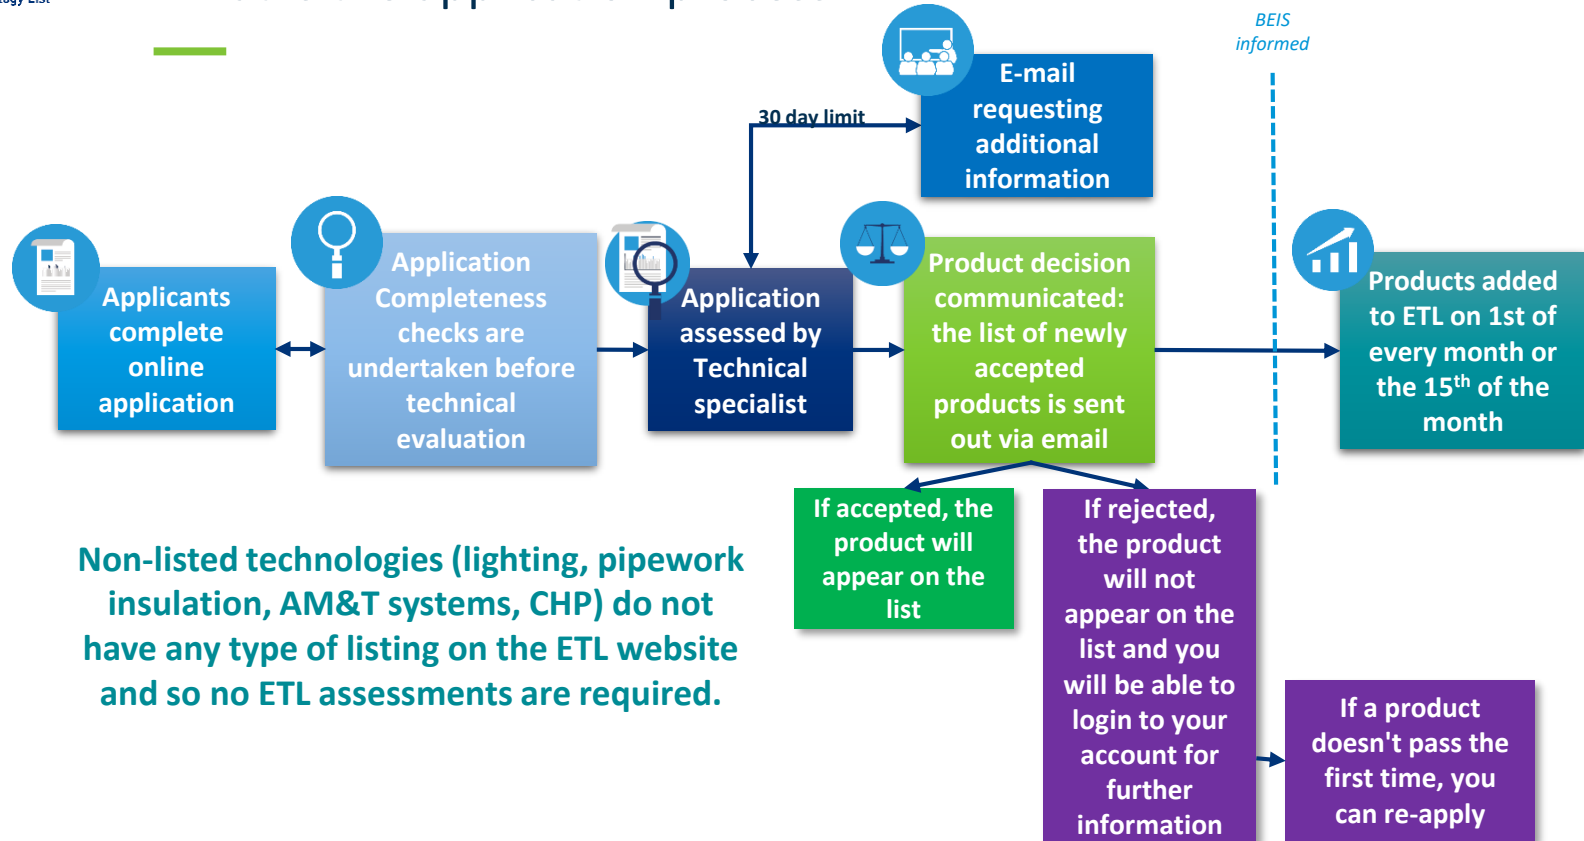 BEIS
informed
E-mail
requesting
additional
information
30 day limit
Applicants
complete
online
application
Application
Completeness
checks are
undertaken before
technical
evaluation
Application
assessed by
Technical
specialist
Product decision
communicated:
the list of newly
accepted
products is sent
out via email
Products added
to ETL on 1st of
every month or
the 15th of the
month
If accepted, the
product will
appear on the
list
If rejected,
the product
will not
appear on the
list and you
will be able to
login to your
account for
further
information
If a product
doesn't pass the
first time, you
can re-apply
Non-listed technologies (lighting, pipework
insulation, AM&T systems, CHP) do not
have any type of listing on the ETL website
and so no ETL assessments are required.